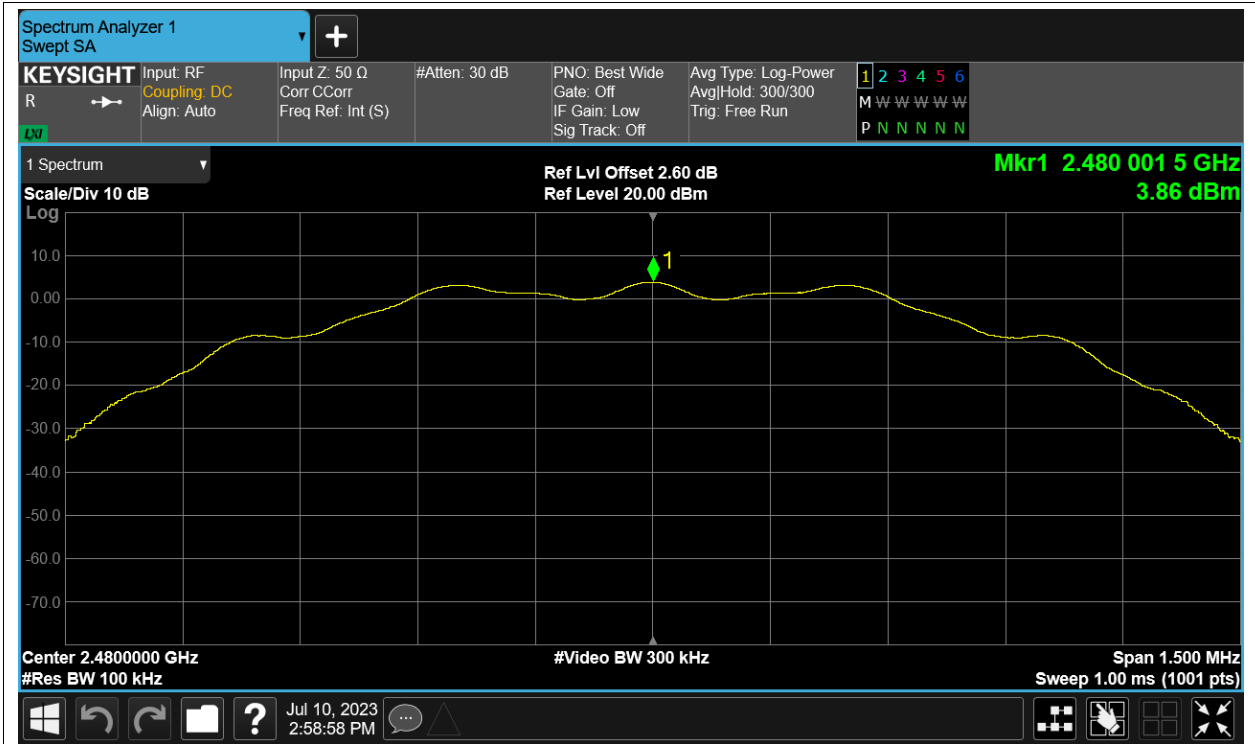 Spectrum Analyzer 1
Swept SA
+
KEYSIGHT
R
LXI
Input: RF
Coupling: DC
Align: Auto
Input Z: 50 Ω
Corr CCorr
Freq Ref: Int (S)
#Atten: 30 dB
PNO: Best Wide
Gate: Off
IF Gain: Low
Sig Track: Off
Avg Type: Log-Power
Avg|Hold: 300/300
Trig: Free Run
1 2 3 4 5 6
M W W W W W
P N N N N N
1 Spectrum
Scale/Div 10 dB
Log
Ref Lvl Offset 2.60 dB
Ref Level 20.00 dBm
Mkr1 2.480 001 5 GHz
3.86 dBm
1
10.0
0.00
-10.0
-20.0
-30.0
-40.0
-50.0
-60.0
-70.0
Center 2.4800000 GHz
#Res BW 100 kHz
#Video BW 300 kHz
Span 1.500 MHz
Sweep 1.00 ms (1001 pts)
?
Jul 10, 2023
2:58:58 PM